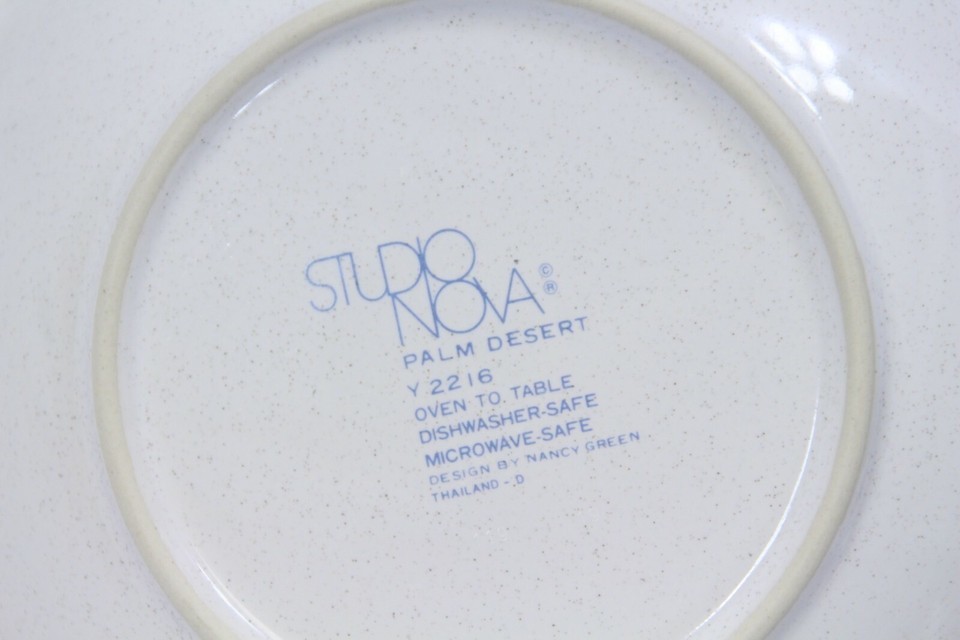 STUDIO
NOVA © ®
PALM DESERT
Y 2216
OVEN TO TABLE
DISHWASHER-SAFE
MICROWAVE-SAFE
DESIGN BY NANCY GREEN
THAILAND - D